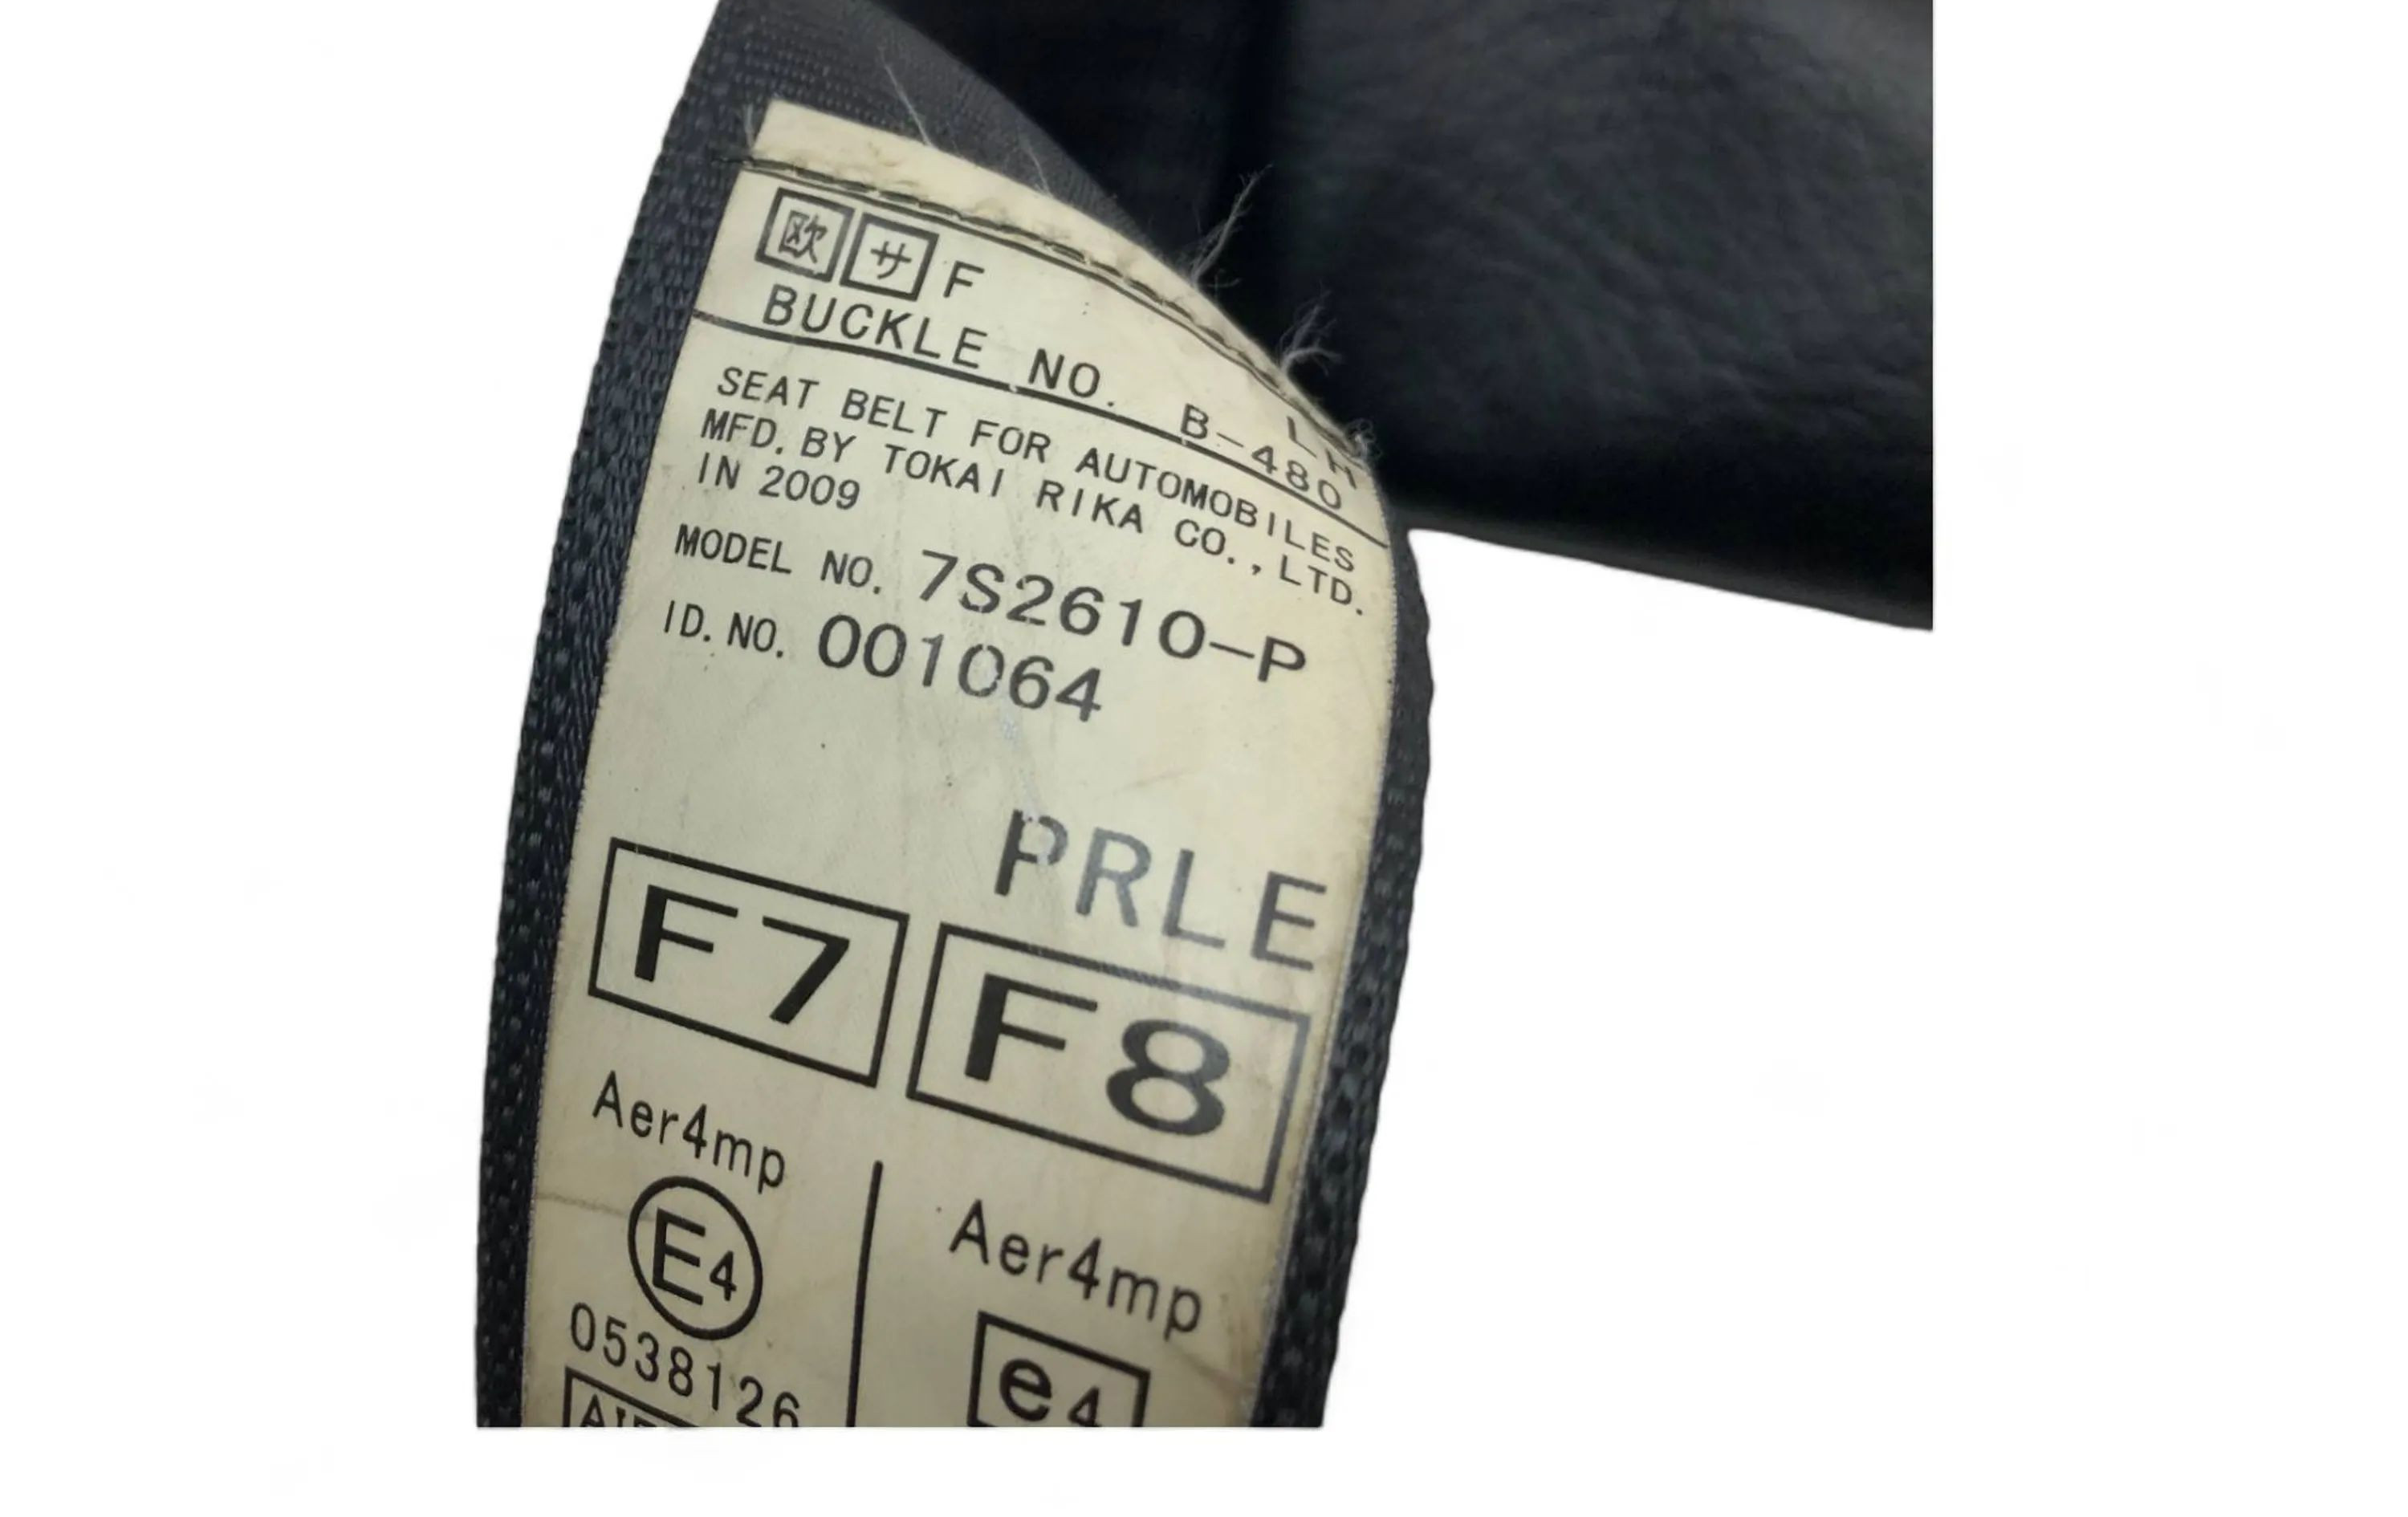 欧 サ F LH
BUCKLE NO. B-480
SEAT BELT FOR AUTOMOBILES
MFD. BY TOKAI RIKA CO., LTD.
IN 2009
MODEL NO. 7S2610-P
ID. NO. 001064
PRLE
F7 F8
Aer4mp
E4
0538126
Aer4mp
e4